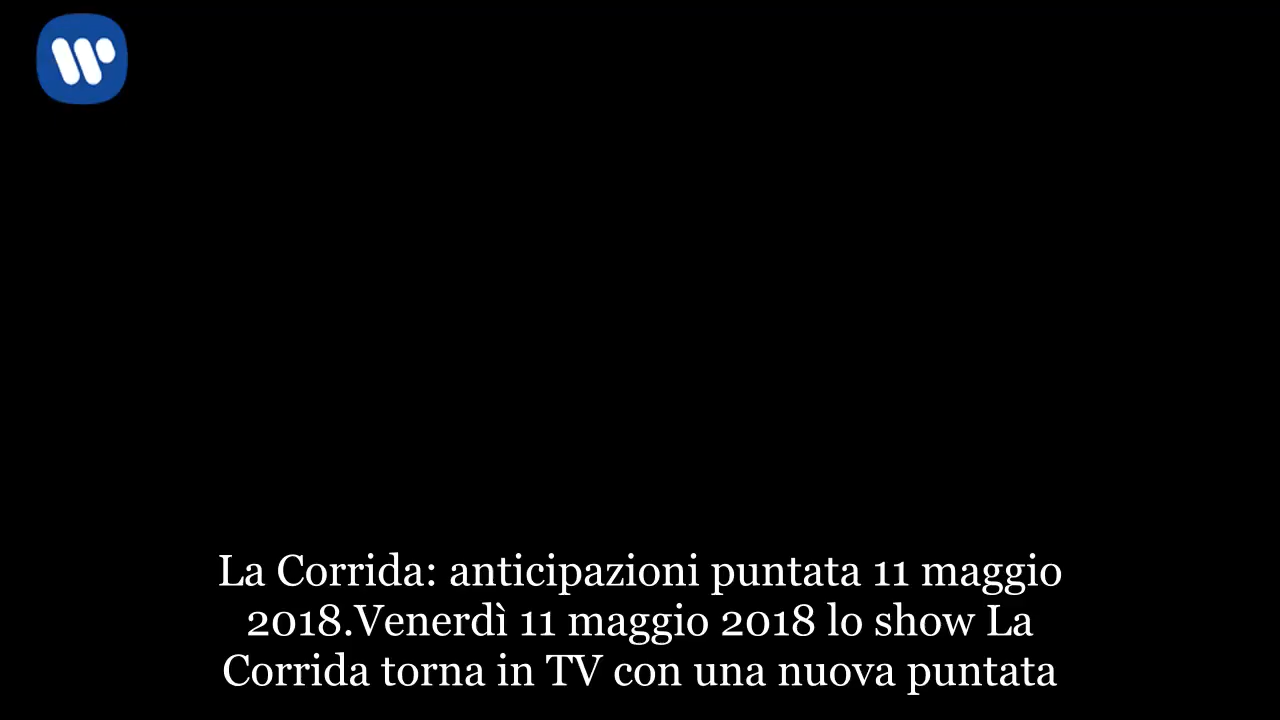 La Corrida: anticipazioni puntata 11 maggio
2018.Venerdì 11 maggio 2018 lo show La
Corrida torna in TV con una nuova puntata